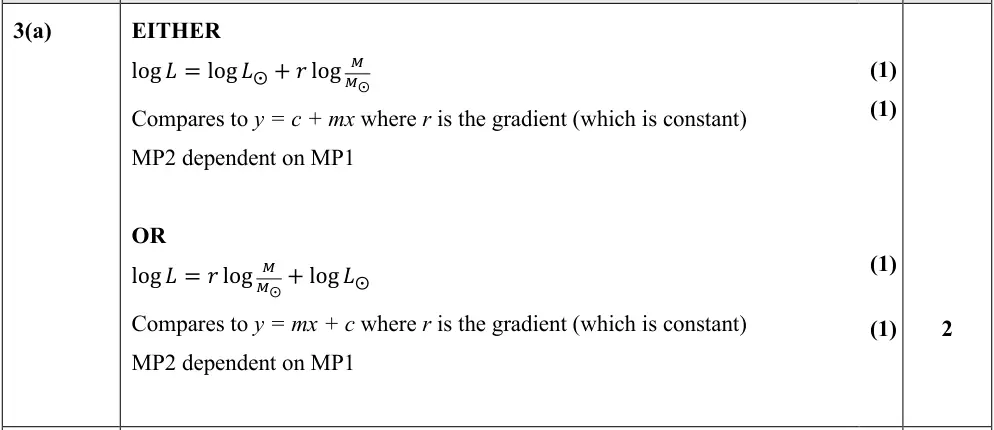 3(a) EITHER
log L = log L☉ + r log M/M☉ (1)
Compares to y = c + mx where r is the gradient (which is constant) (1)
MP2 dependent on MP1
OR
log L = r log M/M☉ + log L☉ (1)
Compares to y = mx + c where r is the gradient (which is constant) (1) 2
MP2 dependent on MP1